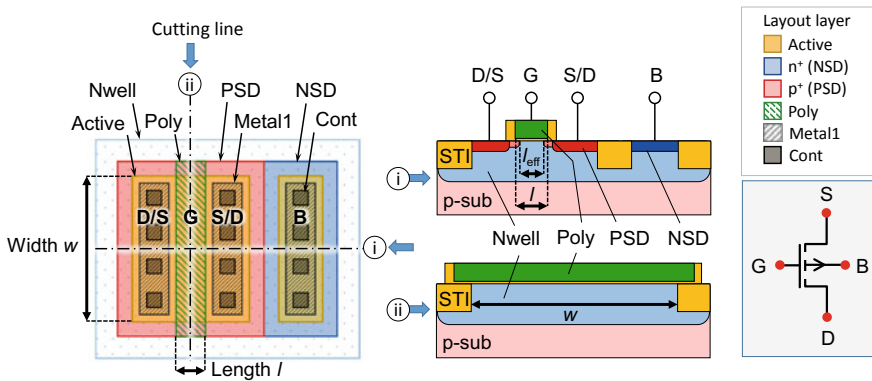 Cutting line
ii
Nwell
PSD
NSD
Active
Poly
Metal1
Cont
D/S
G
S/D
B
Width w
i
Length l
D/S
G
S/D
B
STI
leff
i
l
p-sub
Nwell
Poly
PSD
NSD
STI
ii
w
p-sub
Layout layer
Active
n+ (NSD)
p+ (PSD)
Poly
Metal1
Cont
S
G
B
D